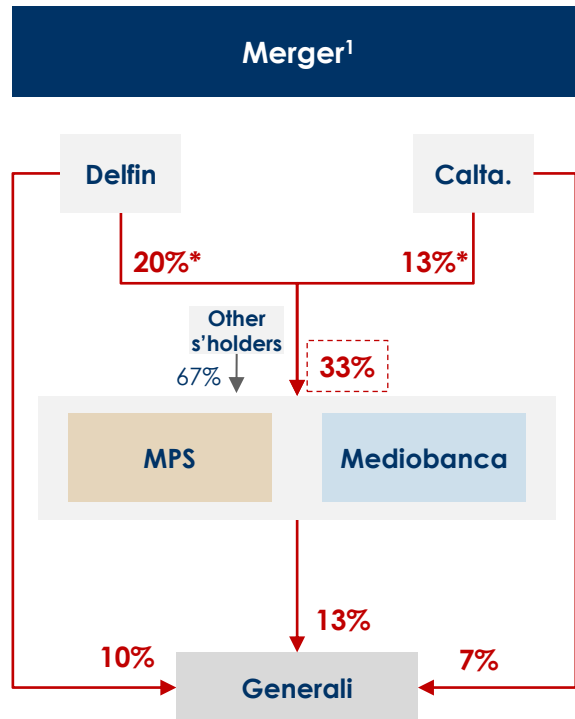 Merger¹
Delfin
Calta.
20%*
13%*
Other
s'holders
67%
33%
MPS
Mediobanca
13%
10%
7%
Generali